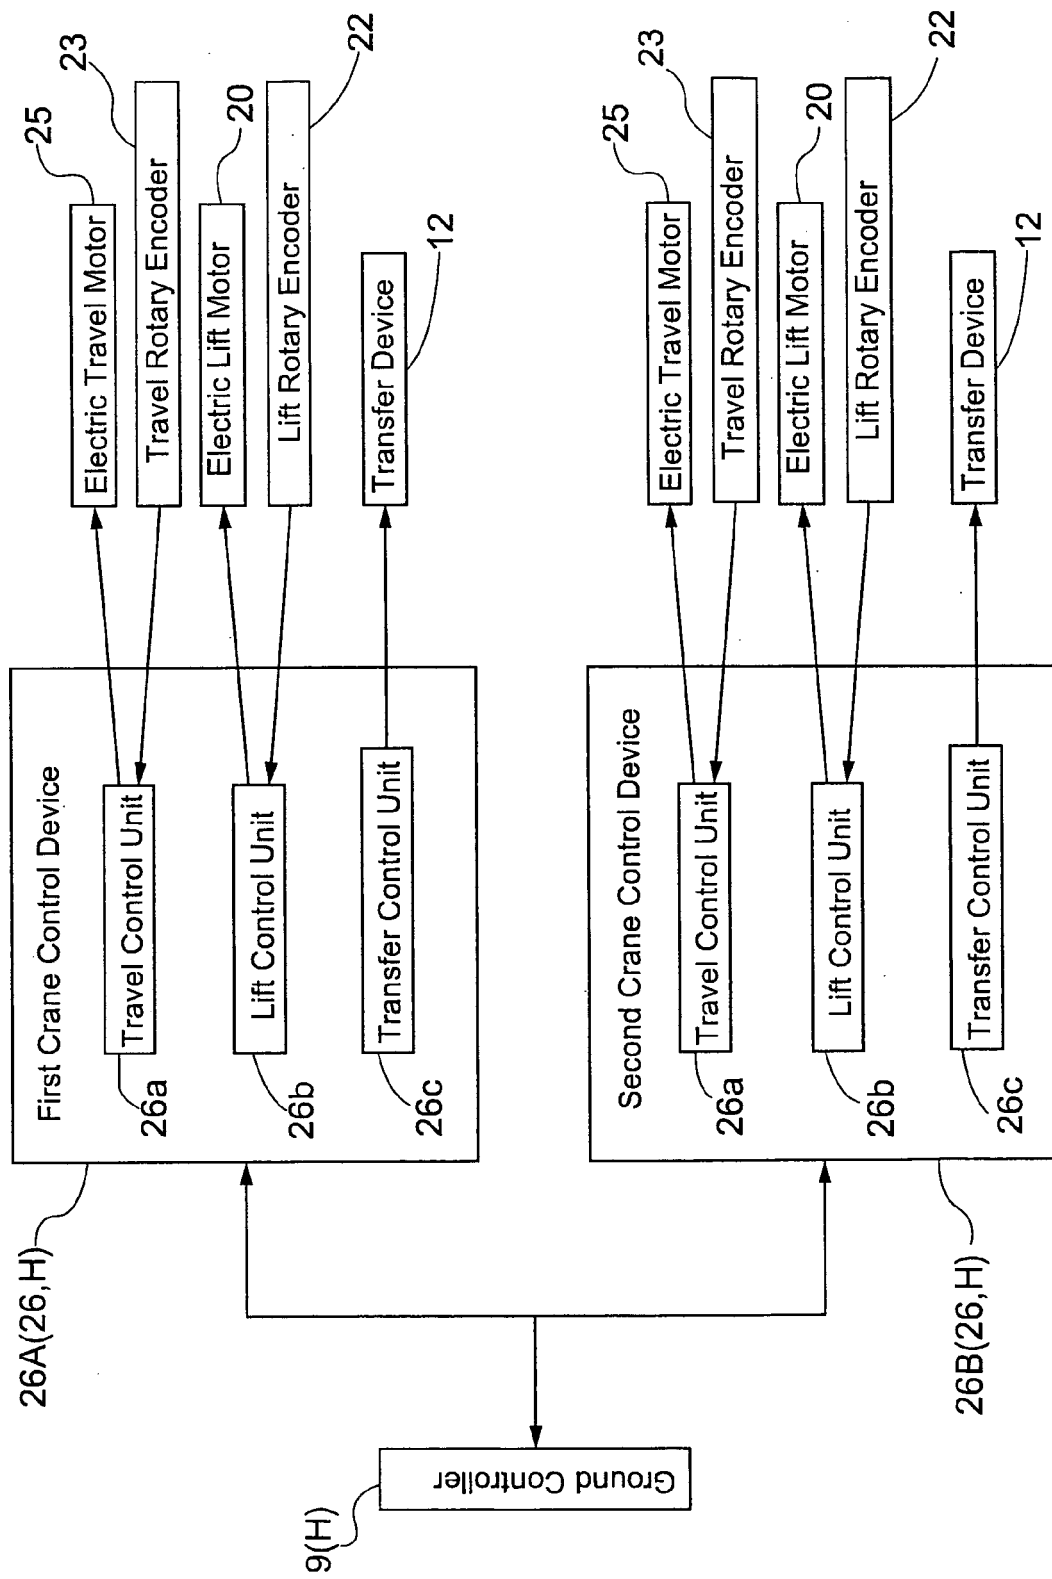 9(H)
Ground Controller
26A(26,H)
First Crane Control Device
26a
Travel Control Unit
26b
Lift Control Unit
26c
Transfer Control Unit
Electric Travel Motor
25
Travel Rotary Encoder
23
Electric Lift Motor
20
Lift Rotary Encoder
22
Transfer Device
12
26B(26,H)
Second Crane Control Device
26a
Travel Control Unit
26b
Lift Control Unit
26c
Transfer Control Unit
Electric Travel Motor
25
Travel Rotary Encoder
23
Electric Lift Motor
20
Lift Rotary Encoder
22
Transfer Device
12